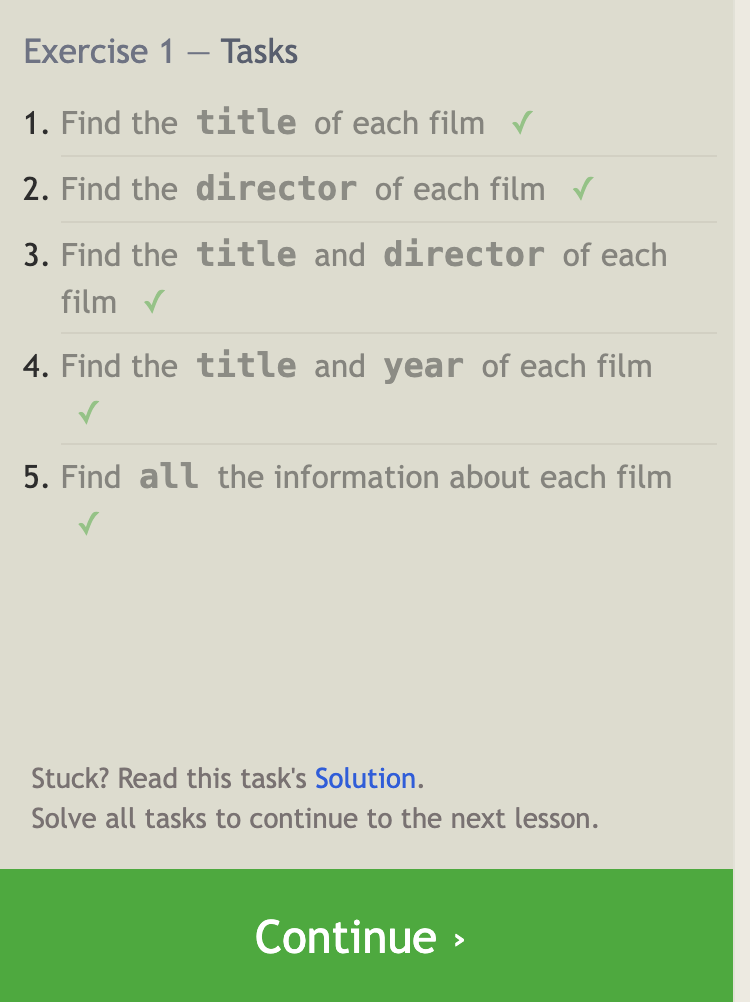 Exercise 1 — Tasks
1. Find the title of each film ✓
2. Find the director of each film ✓
3. Find the title and director of each
film ✓
4. Find the title and year of each film
✓
5. Find all the information about each film
✓
Stuck? Read this task's Solution.
Solve all tasks to continue to the next lesson.
Continue ›